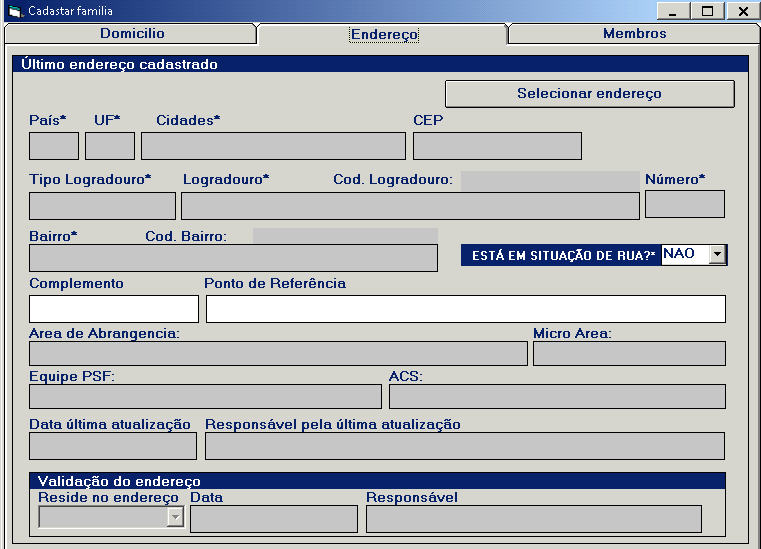 Cadastar familia
Domicilio Endereço Membros
Último endereço cadastrado
Selecionar endereço
País* UF* Cidades* CEP
Tipo Logradouro* Logradouro* Cod. Logradouro: Número*
Bairro* Cod. Bairro:
ESTÁ EM SITUAÇÃO DE RUA?* NAO
Complemento Ponto de Referência
Area de Abrangencia: Micro Area:
Equipe PSF: ACS:
Data última atualização Responsável pela última atualização
Validação do endereço
Reside no endereço Data Responsável